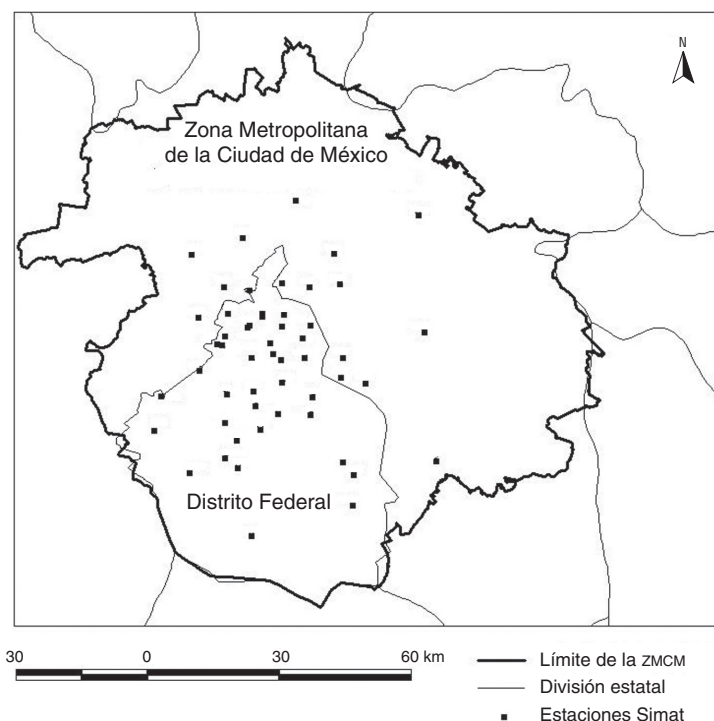 N
Zona Metropolitana
de la Ciudad de México
Distrito Federal
30 0 30 60 km
Límite de la ZMCM
División estatal
Estaciones Simat